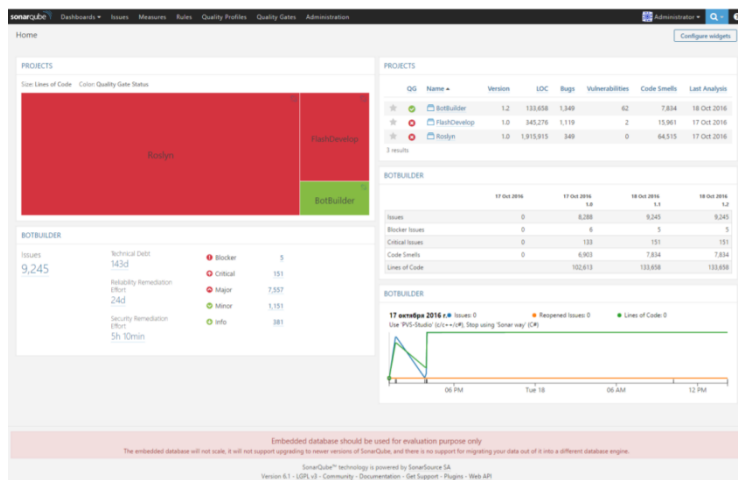 sonarqube Dashboards Issues Measures Rules Quality Profiles Quality Gates Administration Administrator
Home
Configure widgets
PROJECTS
Size: Lines of Code Color: Quality Gate Status
Roslyn
FlashDevelop
BotBuilder
BOTBUILDER
Issues
9,245
Technical Debt
143d
Reliability Remediation
Effort
24d
Security Remediation
Effort
5h 10min
Blocker 5
Critical 151
Major 7,557
Minor 1,151
Info 381
PROJECTS
QG Name Version LOC Bugs Vulnerabilities Code Smells Last Analysis
BotBuilder 1.2 133,658 1,349 62 7,834 18 Oct 2016
FlashDevelop 1.0 345,276 1,119 2 15,961 17 Oct 2016
Roslyn 1.0 1,915,915 349 0 64,515 17 Oct 2016
3 results
BOTBUILDER
17 Oct 2016 17 Oct 2016 18 Oct 2016 18 Oct 2016
1.0 1.1 1.2
Issues 0 8,288 9,245 9,245
Blocker Issues 0 6 5 5
Critical Issues 0 133 151 151
Code Smells 0 6,903 7,834 7,834
Lines of Code 102,613 133,658 133,658
BOTBUILDER
17 октября 2016 г. Issues: 0 Reopened Issues: 0 Lines of Code: 0
Use 'PVS-Studio' (c/c++/c#). Stop using 'Sonar way' (C#)
06 PM Tue 18 06 AM 12 PM
Embedded database should be used for evaluation purpose only
The embedded database will not scale, it will not support upgrading to newer versions of SonarQube, and there is no support for migrating your data out of it into a different database engine.
SonarQube™ technology is powered by SonarSource SA
Version 6.1 - LGPL v3 - Community - Documentation - Get Support - Plugins - Web API